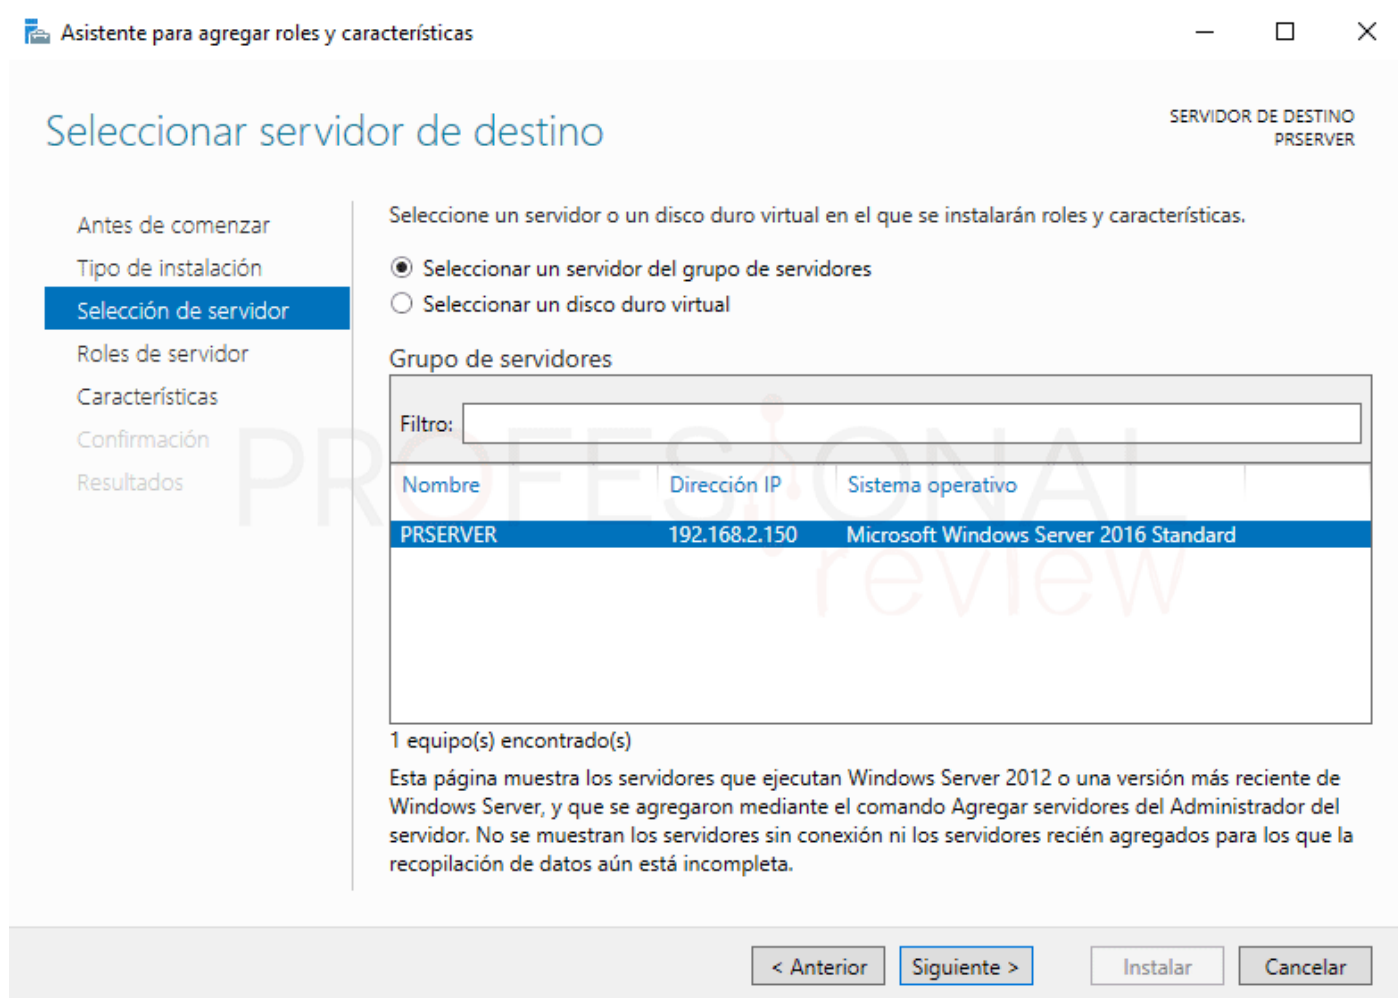 Asistente para agregar roles y características
Seleccionar servidor de destino
SERVIDOR DE DESTINO
PRSERVER
Antes de comenzar
Tipo de instalación
Selección de servidor
Roles de servidor
Características
Confirmación
Resultados
Seleccione un servidor o un disco duro virtual en el que se instalarán roles y características.
Seleccionar un servidor del grupo de servidores
Seleccionar un disco duro virtual
Grupo de servidores
Filtro:
Nombre Dirección IP Sistema operativo
PRSERVER 192.168.2.150 Microsoft Windows Server 2016 Standard
PROFESIONAL
review
1 equipo(s) encontrado(s)
Esta página muestra los servidores que ejecutan Windows Server 2012 o una versión más reciente de
Windows Server, y que se agregaron mediante el comando Agregar servidores del Administrador del
servidor. No se muestran los servidores sin conexión ni los servidores recién agregados para los que la
recopilación de datos aún está incompleta.
< Anterior Siguiente > Instalar Cancelar